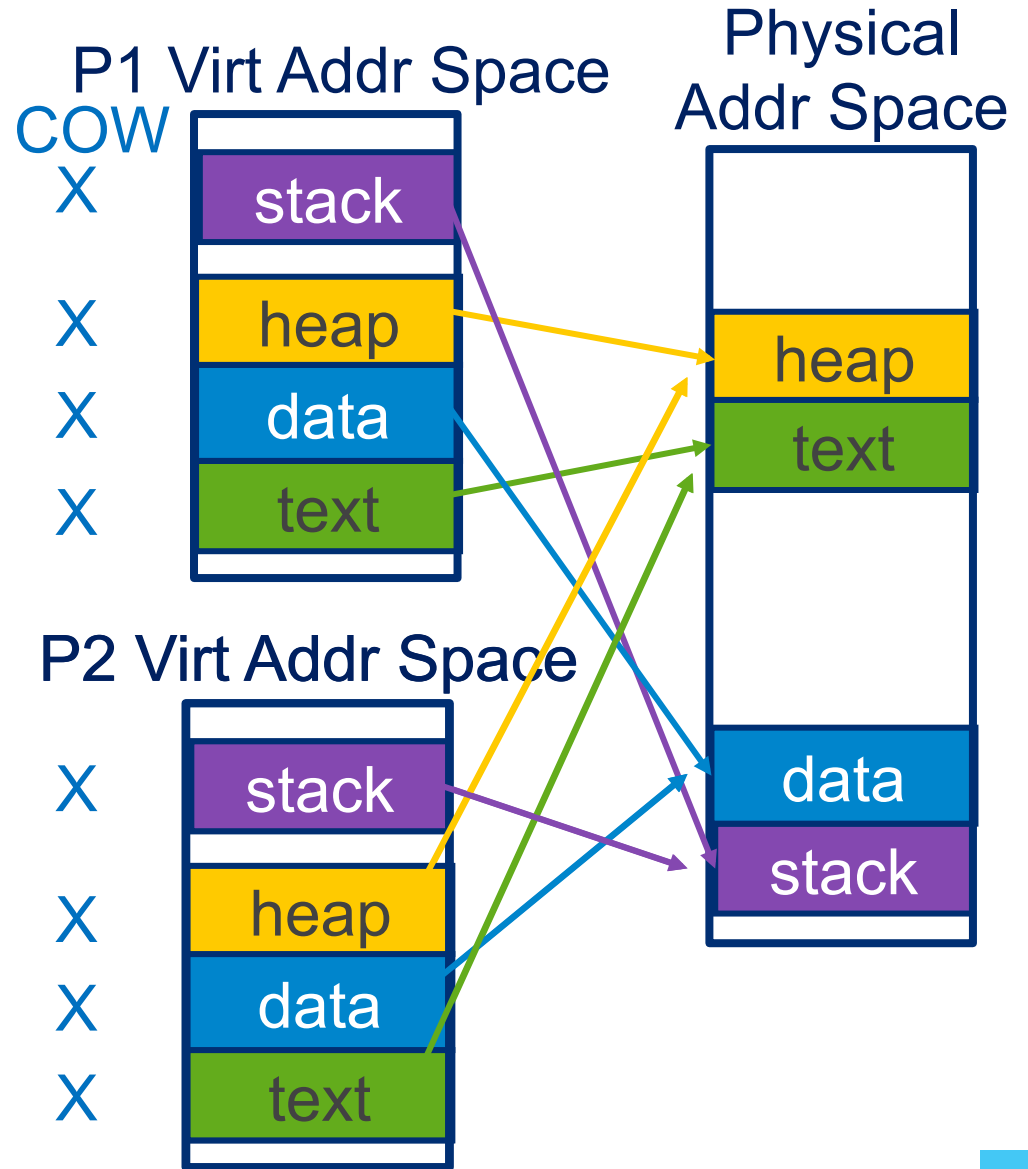 P1 Virt Addr Space
COW
X stack
X heap
X data
X text
P2 Virt Addr Space
X stack
X heap
X data
X text
Physical
Addr Space
heap
text
data
stack